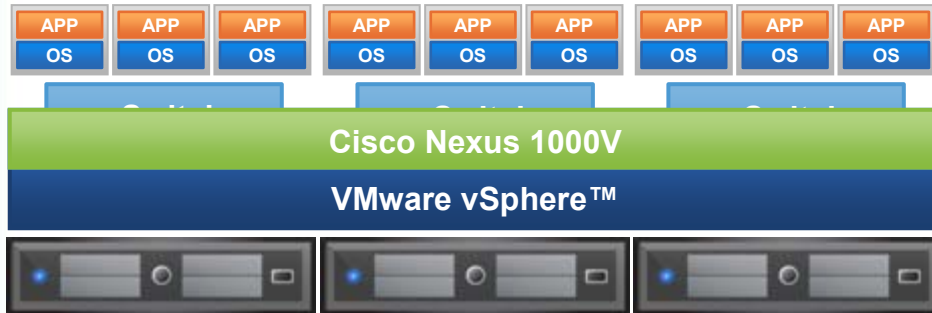 APP APP APP APP APP APP APP APP APP
OS OS OS OS OS OS OS OS OS
Cisco Nexus 1000V
VMware vSphere™